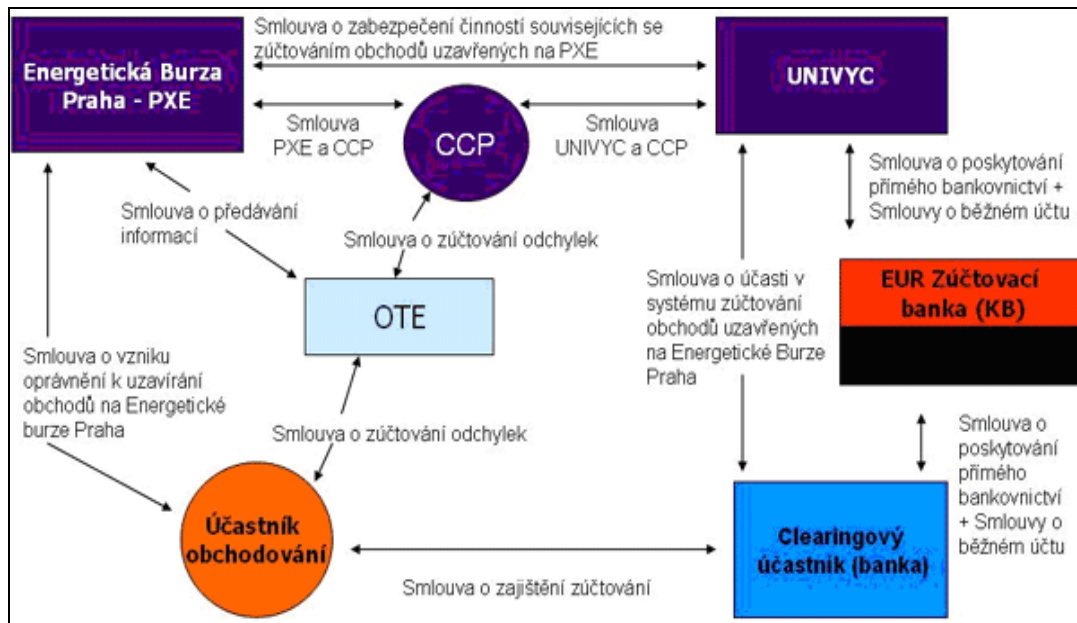 Smlouva o zabezpečení činností souvisejících se
zúčtováním obchodů uzavřených na PXE
Energetická Burza
Praha - PXE
UNIVYC
Smlouva
PXE a CCP
CCP
Smlouva
UNIVYC a CCP
Smlouva o poskytování
přímého bankovnictví +
Smlouvy o běžném účtu
Smlouva o předávání
informací
Smlouva o zúčtování odchylek
OTE
Smlouva o účasti v
systému zúčtování
obchodů uzavřených
na Energetické Burze
Praha
EUR Zúčtovací
banka (KB)
Smlouva o vzniku
oprávnění k uzavírání
obchodů na Energetické
burze Praha
Smlouva o zúčtování odchylek
Smlouva o
poskytování
přímého
bankovnictví
+ Smlouvy o
běžném účtu
Účastník
obchodování
Clearingový
účastník (banka)
Smlouva o zajištění zúčtování